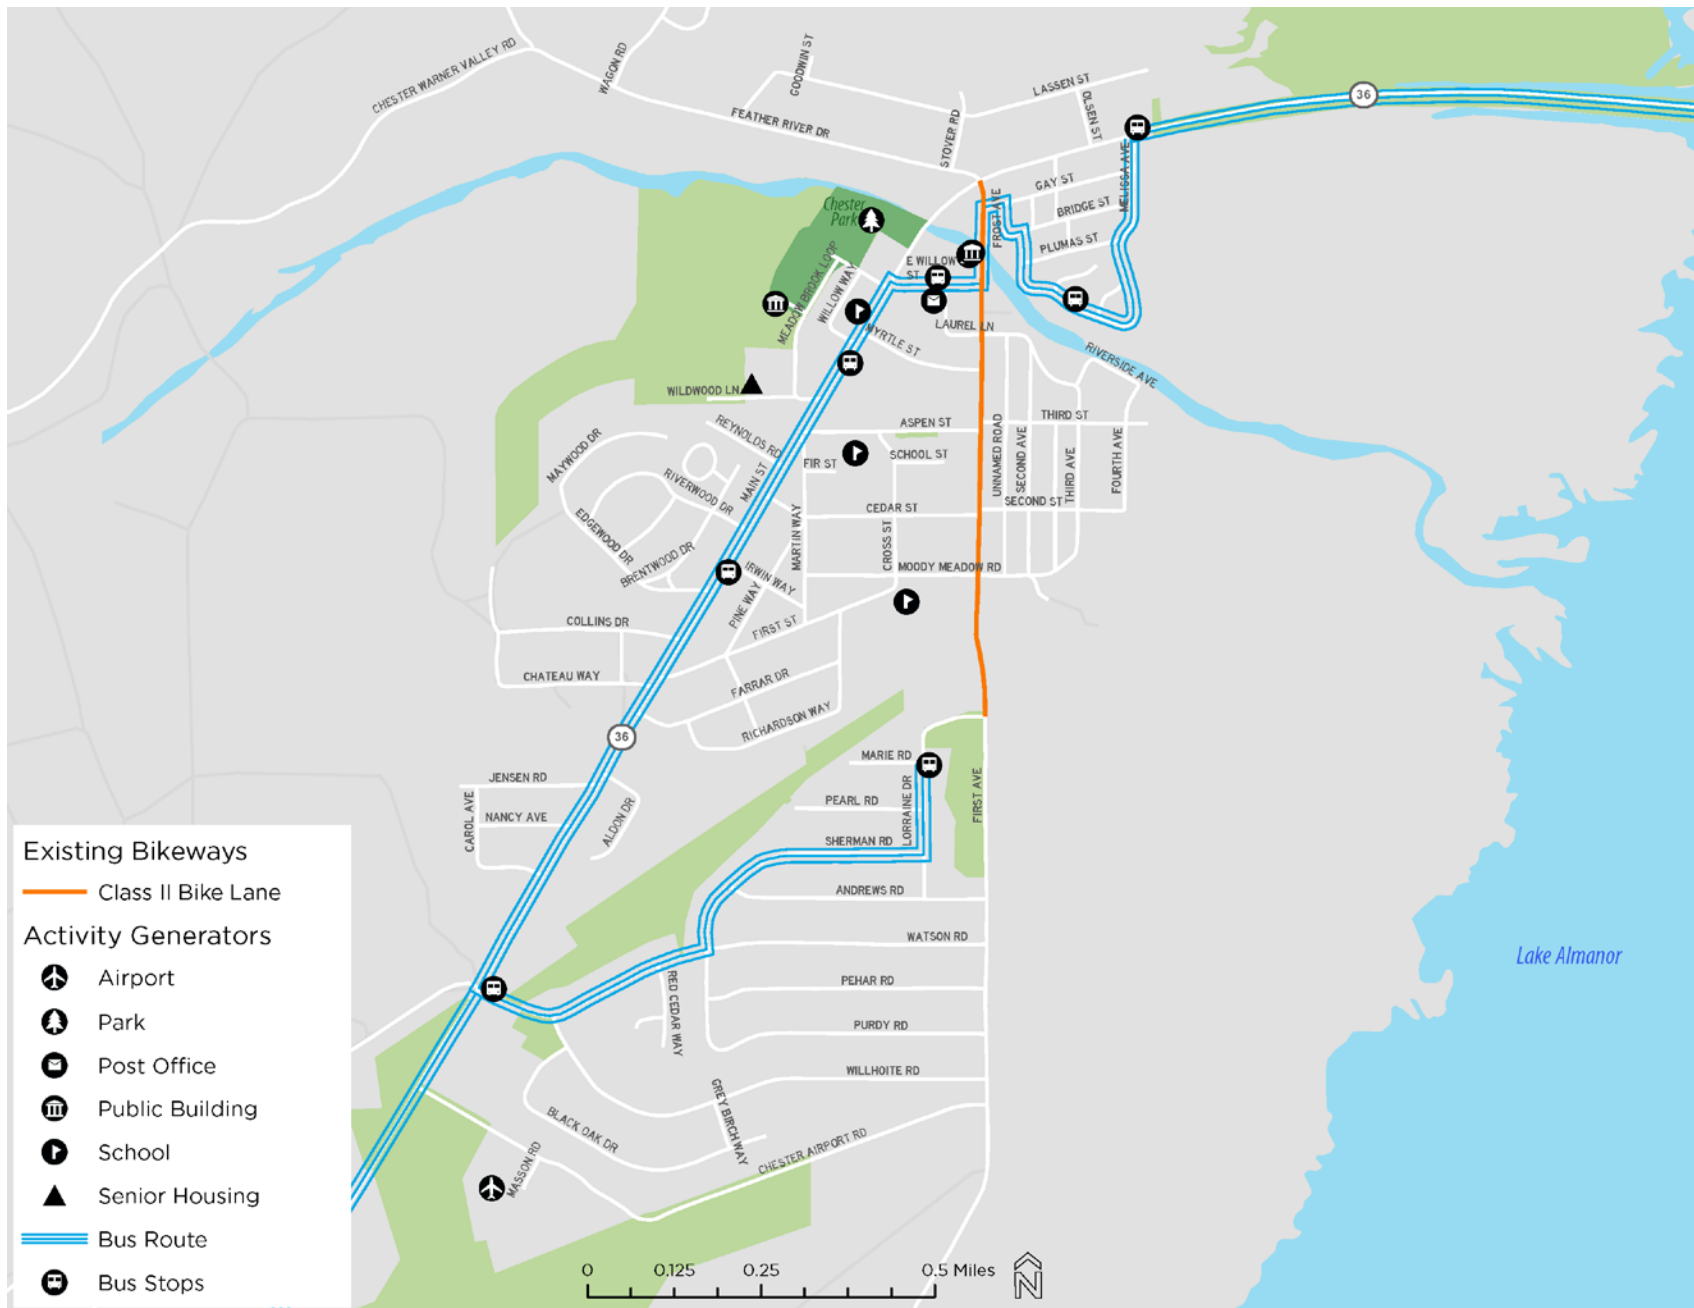 CHESTER WARNER VALLEY RD
WAGON RD
GOODWIN ST
FEATHER RIVER DR
STOVER RD
LASSEN ST
OLSEN ST
36
MELISSA AVE
GAY ST
BRIDGE ST
PLUMAS ST
FROST AVE
Chester
Park
E WILLOW
ST
MEADOW BROOK LOOP
WILLOW WAY
MYRTLE ST
LAUREL LN
RIVERSIDE AVE
WILDWOOD LN
REYNOLDS RD
ASPEN ST
THIRD ST
MAYWOOD DR
RIVERWOOD DR
MAIN ST
FIR ST
SCHOOL ST
UNNAMED ROAD
SECOND AVE
THIRD AVE
FOURTH AVE
EDGEWOOD DR
BRENTWOOD DR
MARTIN WAY
CEDAR ST
CROSS ST
SECOND ST
IRWIN WAY
PINE WAY
MOODY MEADOW RD
COLLINS DR
FIRST ST
CHATEAU WAY
FARRAR DR
RICHARDSON WAY
36
JENSEN RD
CAROL AVE
NANCY AVE
ALDON DR
MARIE RD
PEARL RD
LORRAINE DR
FIRST AVE
SHERMAN RD
ANDREWS RD
WATSON RD
RED CEDAR WAY
PEHAR RD
PURDY RD
WILLHOITE RD
GREY BIRCH WAY
BLACK OAK DR
CHESTER AIRPORT RD
MASSON RD
Lake Almanor
Existing Bikeways
Class II Bike Lane
Activity Generators
Airport
Park
Post Office
Public Building
School
Senior Housing
Bus Route
Bus Stops
0 0.125 0.25 0.5 Miles
N